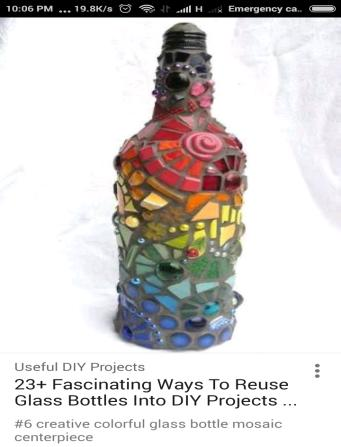 10:06 PM ... 19.8K/s H Emergency ca..
Useful DIY Projects
23+ Fascinating Ways To Reuse
Glass Bottles Into DIY Projects ...
#6 creative colorful glass bottle mosaic
centerpiece